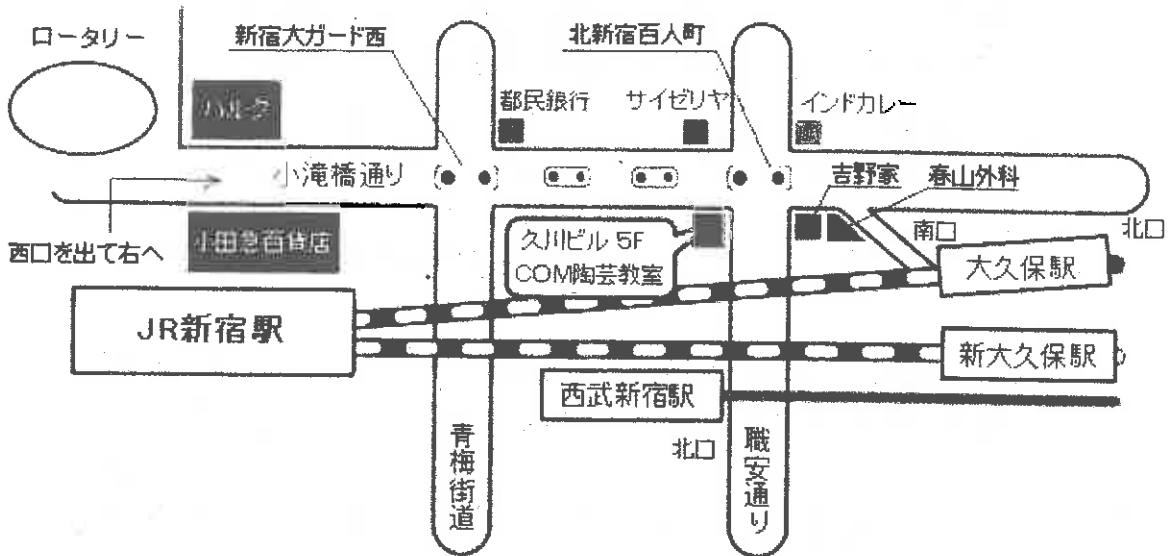 ロータリー
新宿大ガード西
北新宿百人町
ハルク
都民銀行
サイゼリヤ
インドカレー
小滝橋通り
吉野家
春山外科
西口を出て右へ
小田急百貨店
久川ビル 5F
COM陶芸教室
南口
北口
大久保駅
JR新宿駅
新大久保駅
西武新宿駅
北口
青梅街道
職安通り